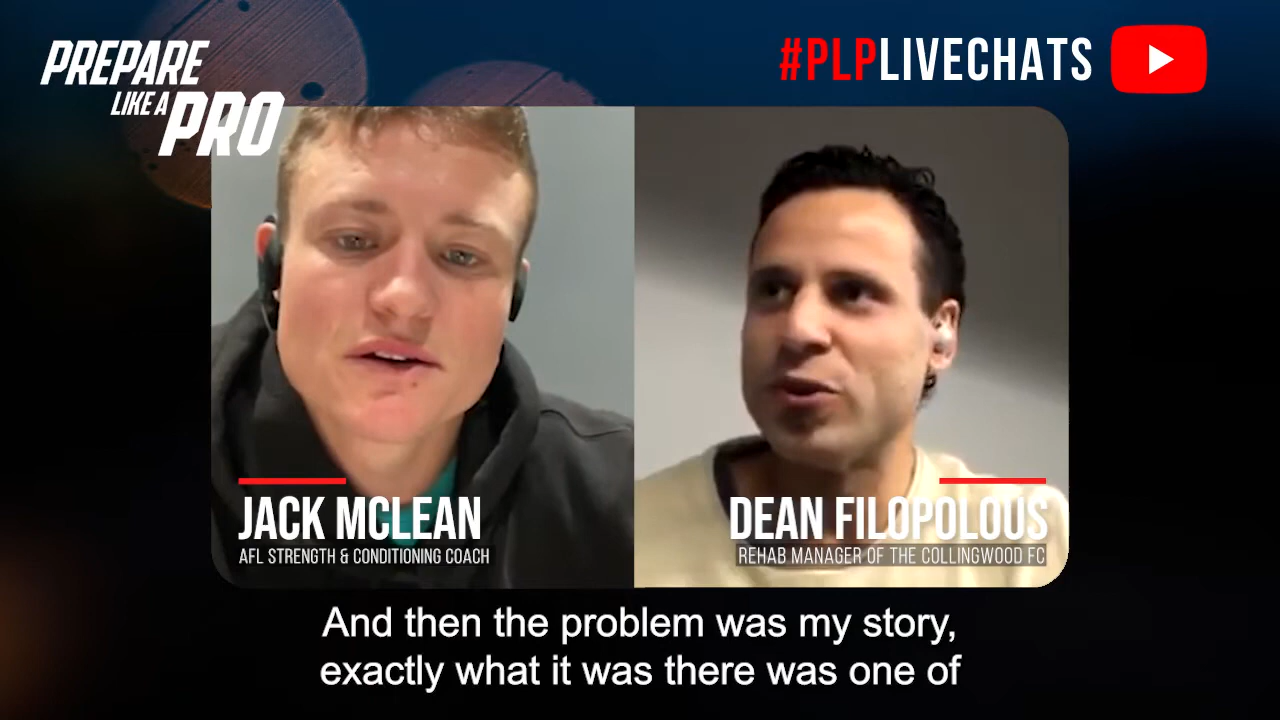 PREPARE
LIKE A
PRO
#PLPLIVECHATS
JACK MCLEAN
AFL STRENGTH & CONDITIONING COACH
DEAN FILOPOLOUS
REHAB MANAGER OF THE COLLINGWOOD FC
And then the problem was my story,
exactly what it was there was one of